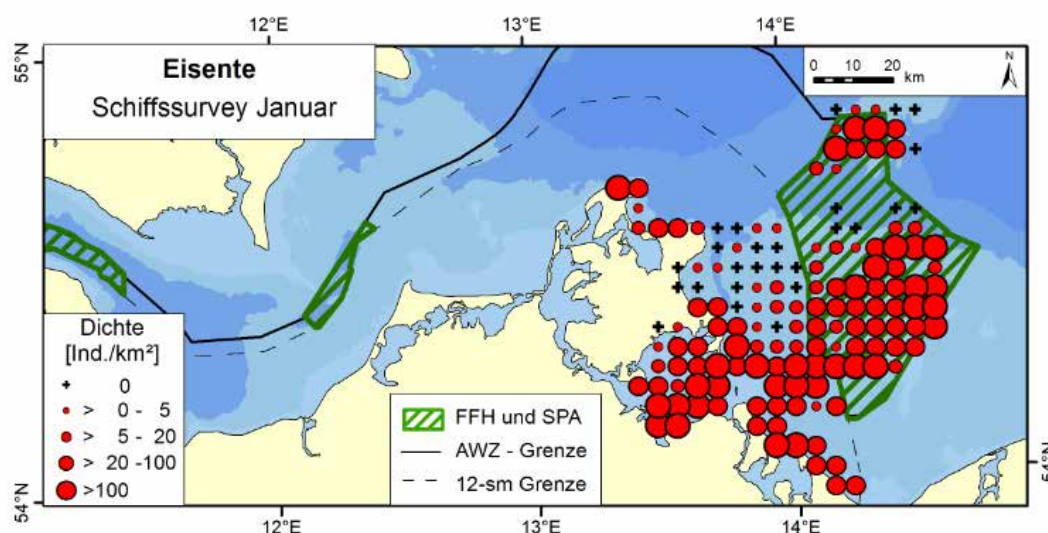 12°E
13°E
14°E
55°N
Eisente
Schiffssurvey Januar
0 10 20
km
N
Dichte
[Ind./km²]
0
> 0 - 5
> 5 - 20
> 20 -100
>100
FFH und SPA
AWZ - Grenze
12-sm Grenze
54°N
54°N
12°E
13°E
14°E